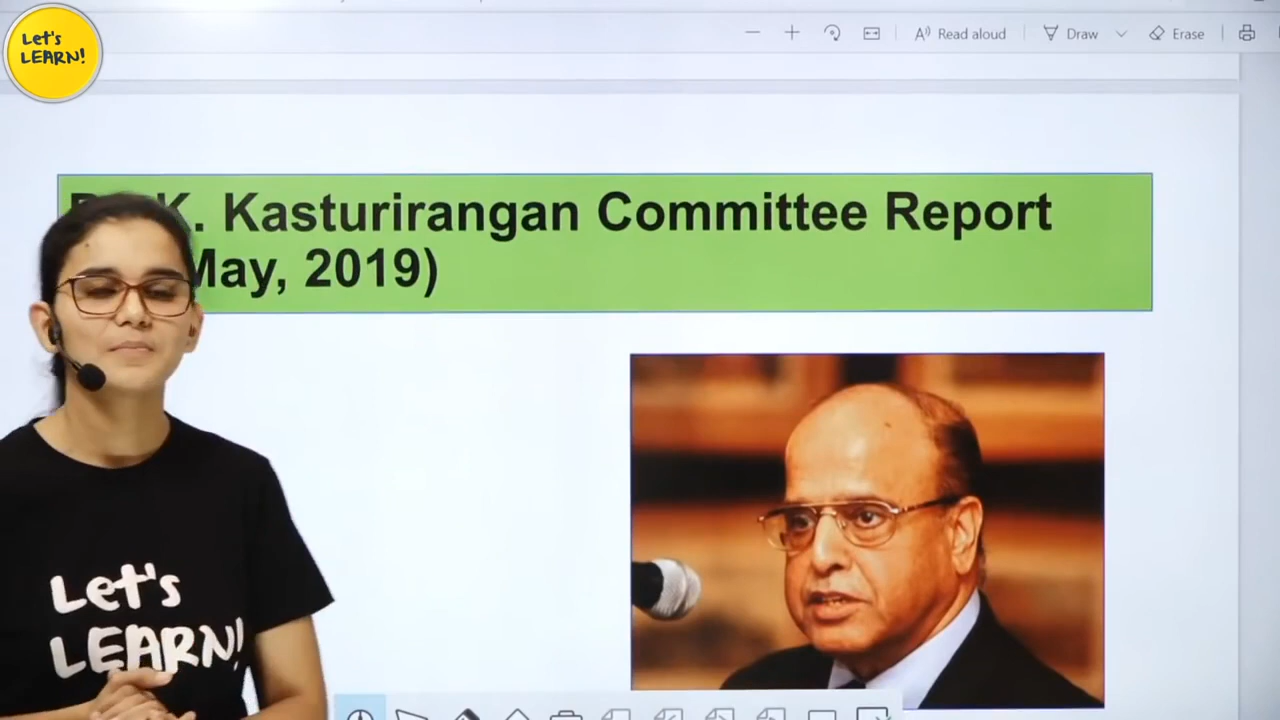 Let's
LEARN!
Read aloud
Draw
Erase
K. Kasturirangan Committee Report
May, 2019)
Let's
LEARN!